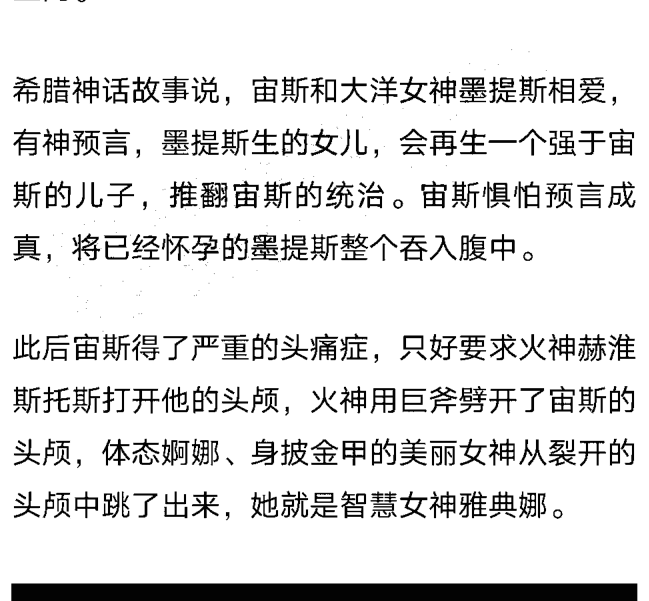 希腊神话故事说，宙斯和大洋女神墨提斯相爱，
有神预言，墨提斯生的女儿，会再生一个强于宙
斯的儿子，推翻宙斯的统治。宙斯惧怕预言成
真，将已经怀孕的墨提斯整个吞入腹中。
此后宙斯得了严重的头痛症，只好要求火神赫淮
斯托斯打开他的头颅，火神用巨斧劈开了宙斯的
头颅，体态婀娜、身披金甲的美丽女神从裂开的
头颅中跳了出来，她就是智慧女神雅典娜。